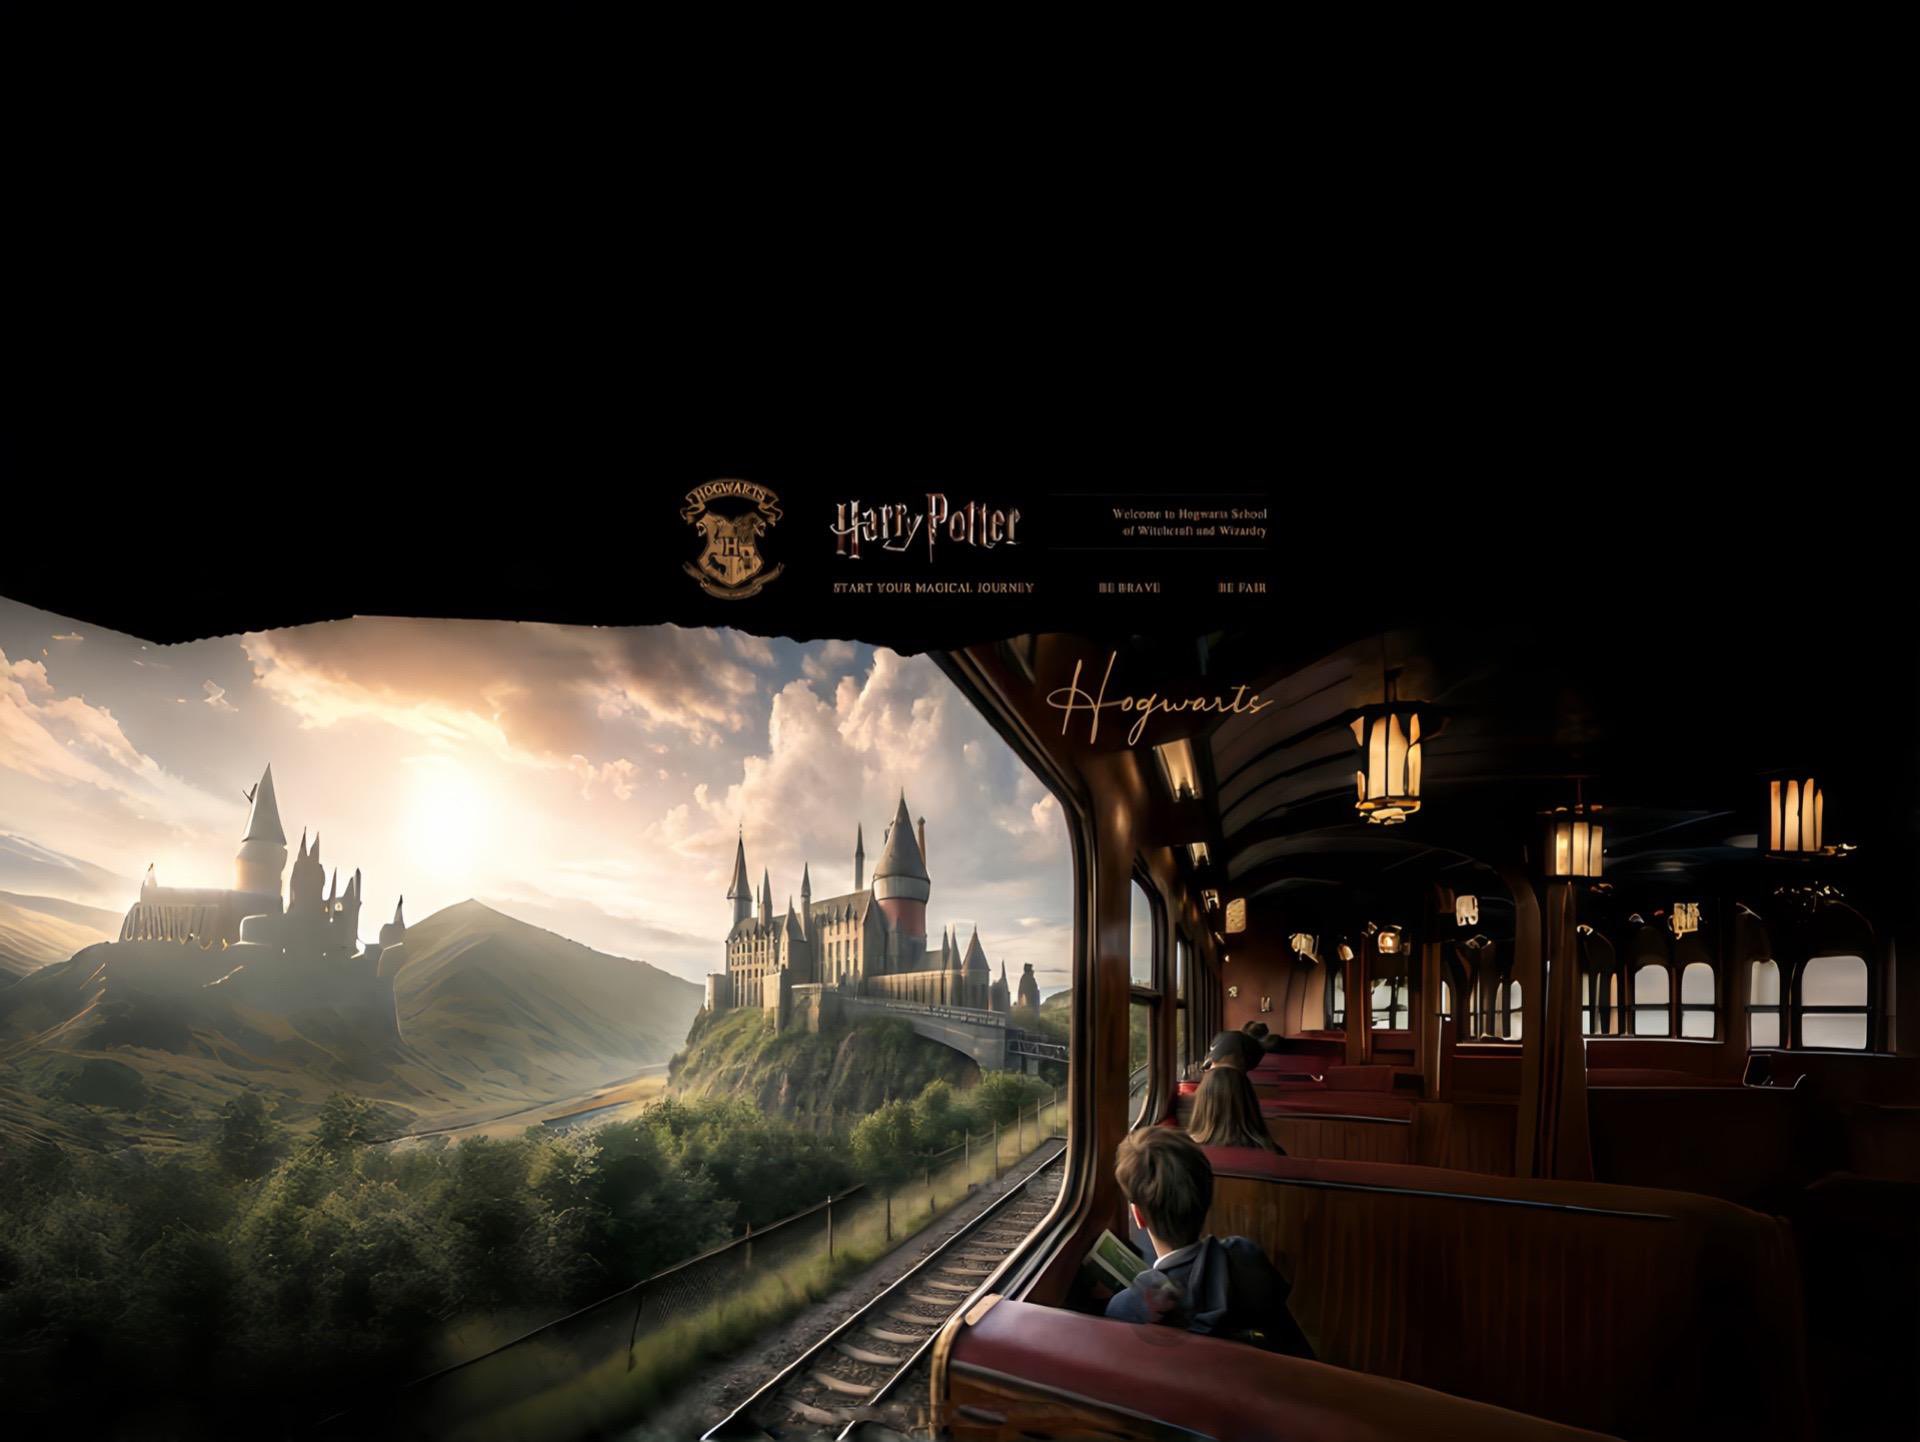 HOGWARTS
H
Harry Potter
Welcome to Hogwarts School
of Witchcraft and Wizardry
START YOUR MAGICAL JOURNEY
BE BRAVE
BE FAIR
Hogwarts